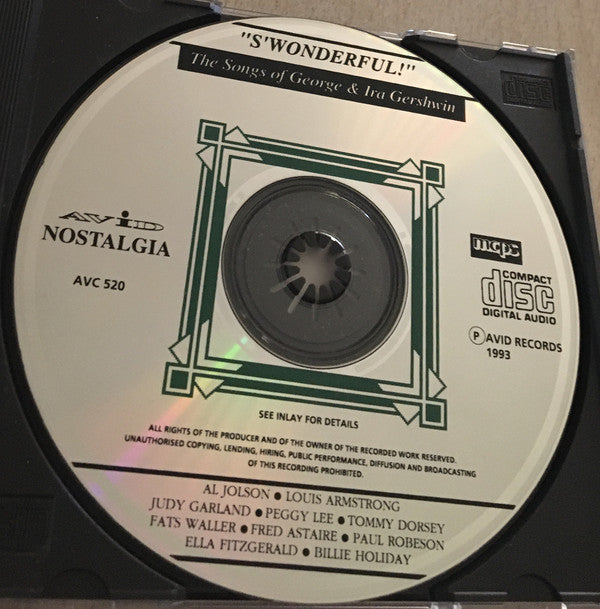 "S'WONDERFUL!"
The Songs of George & Ira Gershwin
AViD
NOSTALGIA
AVC 520
mcps
COMPACT
disc
DIGITAL AUDIO
Ⓟ AVID RECORDS
1993
SEE INLAY FOR DETAILS
ALL RIGHTS OF THE PRODUCER AND OF THE OWNER OF THE RECORDED WORK RESERVED.
UNAUTHORISED COPYING, LENDING, HIRING, PUBLIC PERFORMANCE, DIFFUSION AND BROADCASTING
OF THIS RECORDING PROHIBITED.
AL JOLSON ● LOUIS ARMSTRONG
JUDY GARLAND ● PEGGY LEE ● TOMMY DORSEY
FATS WALLER ● FRED ASTAIRE ● PAUL ROBESON
ELLA FITZGERALD ● BILLIE HOLIDAY
disc